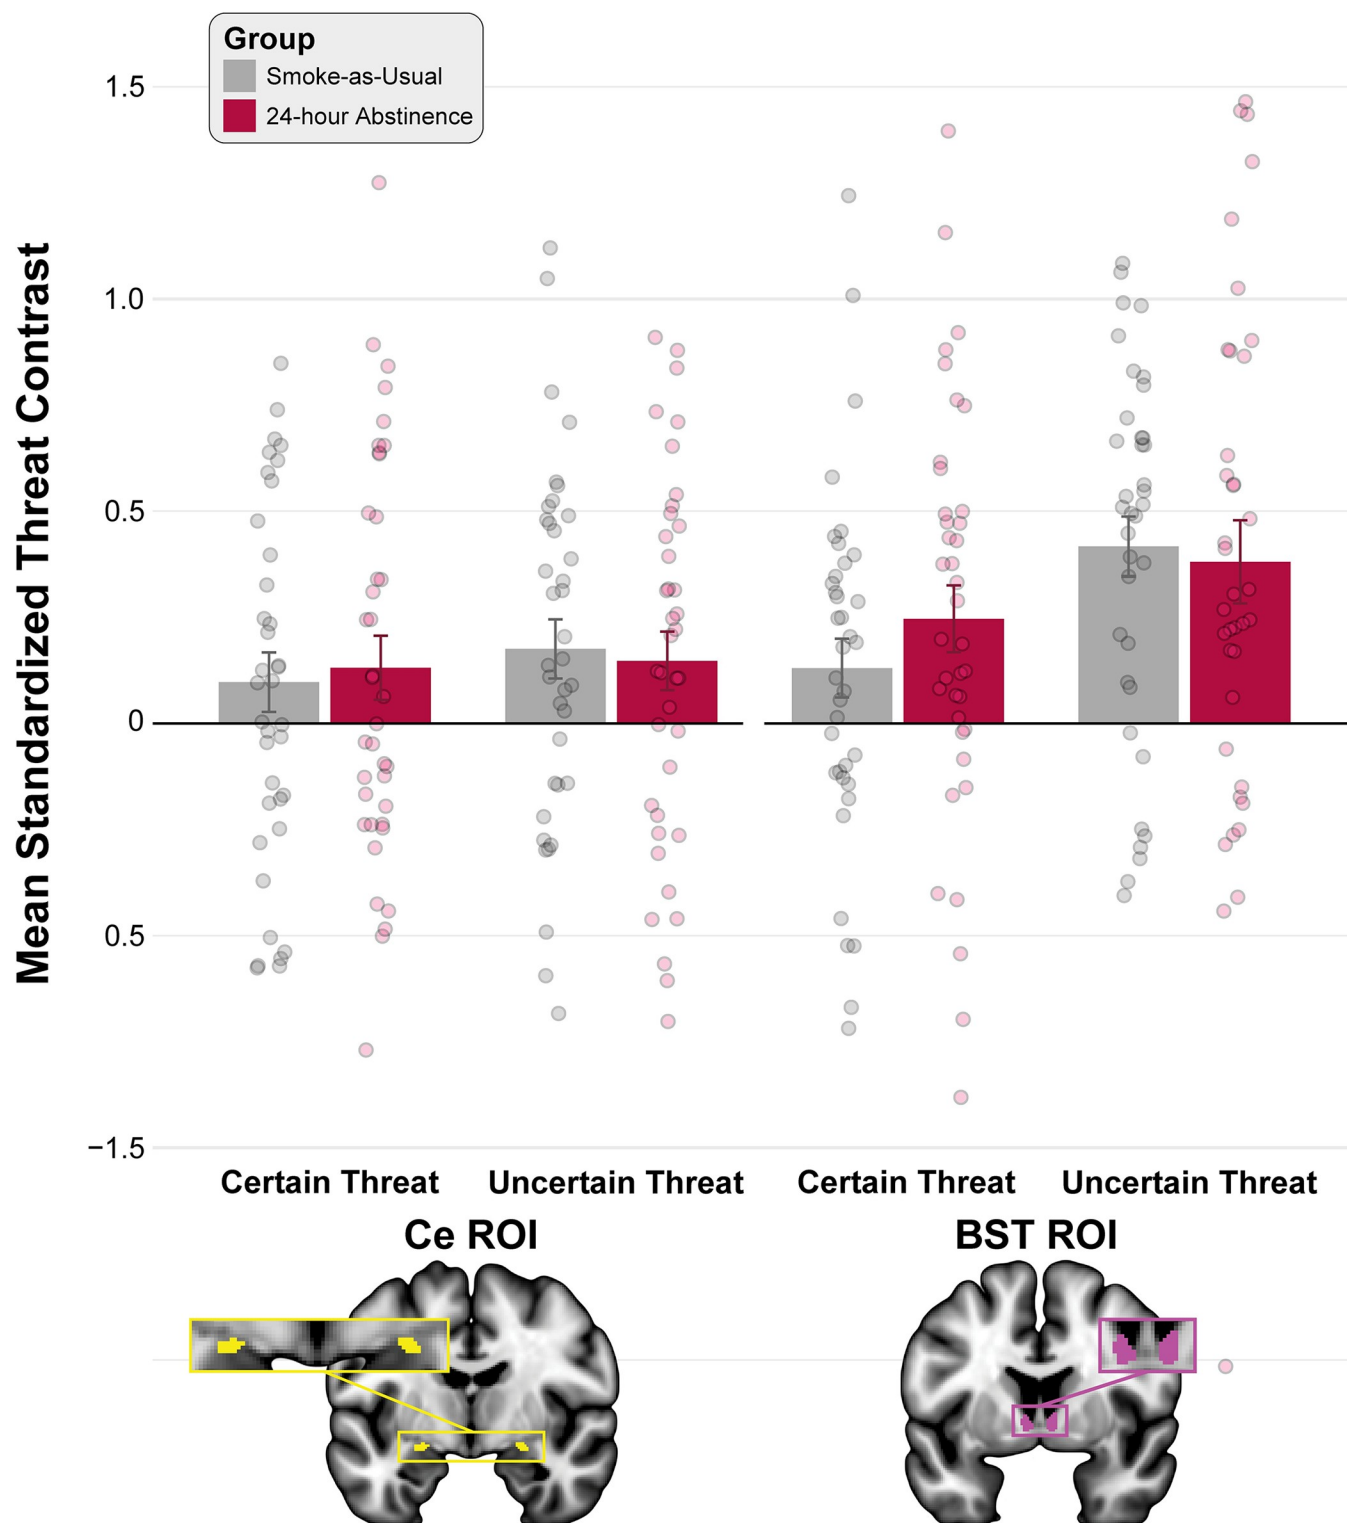 Group
Smoke-as-Usual
24-hour Abstinence
Mean Standardized Threat Contrast
1.5
1.0
0.5
0
0.5
−1.5
Certain Threat
Uncertain Threat
Certain Threat
Uncertain Threat
Ce ROI
BST ROI